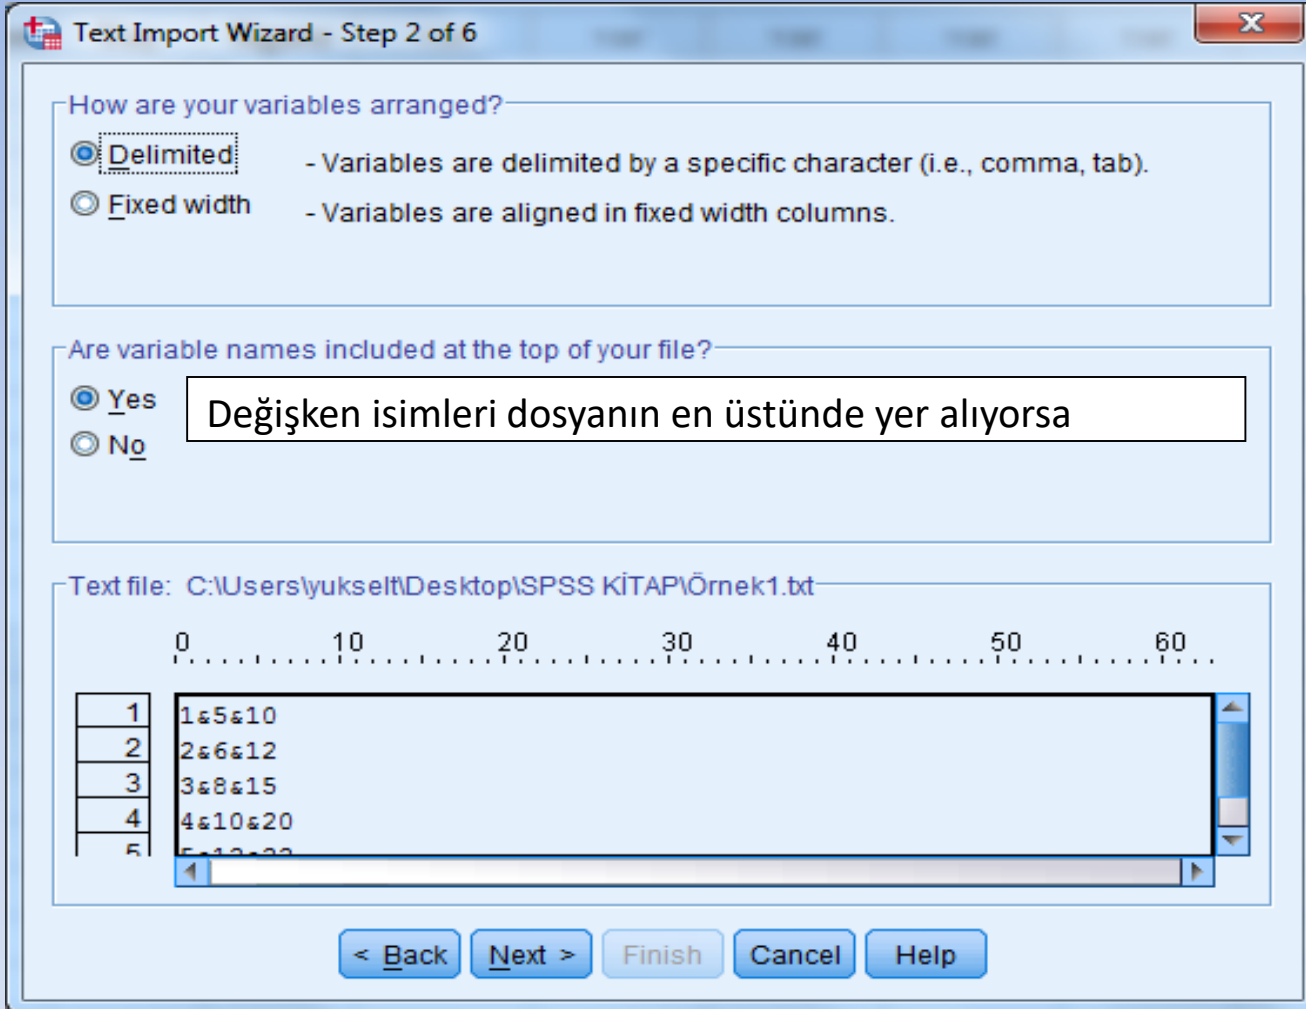 Text Import Wizard - Step 2 of 6
How are your variables arranged?
Delimited - Variables are delimited by a specific character (i.e., comma, tab).
Fixed width - Variables are aligned in fixed width columns.
Are variable names included at the top of your file?
Yes
Değişken isimleri dosyanın en üstünde yer alıyorsa
No
Text file: C:\Users\yukselt\Desktop\SPSS KİTAP\Örnek1.txt
0 10 20 30 40 50 60
1 1&5&10
2 2&6&12
3 3&8&15
4 4&10&20
5
< Back Next > Finish Cancel Help